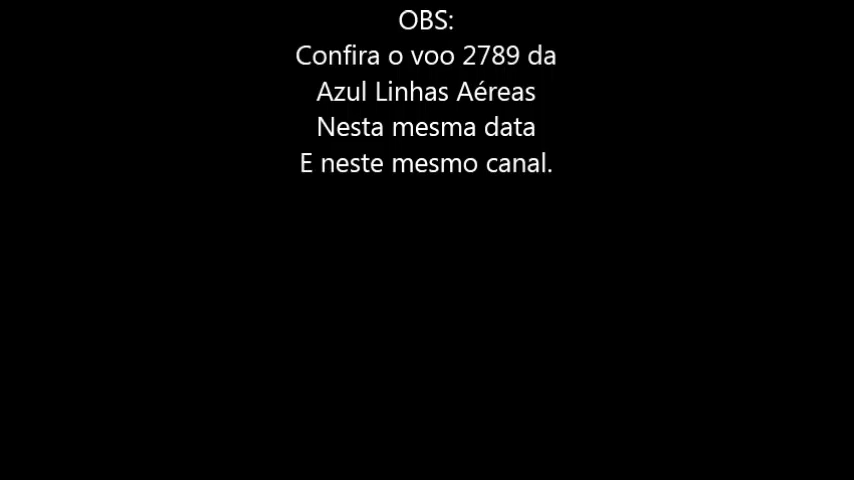 OBS:
Confira o voo 2789 da
Azul Linhas Aéreas
Nesta mesma data
E neste mesmo canal.